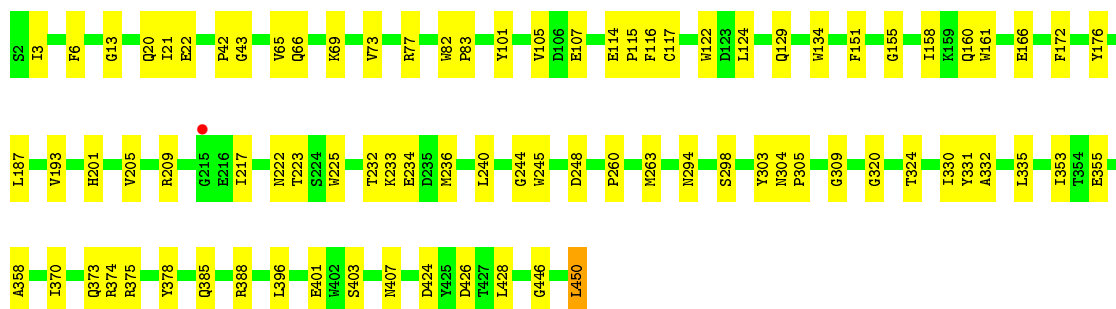 S2 I3 F6 G13 Q20 I21 E22 P42 G43 V65 Q66 K69 V73 R77 W82 P83 Y101 V105 D106 E107 E114 P115 F116 C117 W122 D123 L124 Q129 W134 F151 G155 I158 K159 Q160 W161 E166 F172 Y176
L187 V193 H201 V205 R209 G215 E216 I217 N222 T223 S224 W225 T232 K233 E234 D235 M236 L240 G244 W245 D248 P260 M263 N294 S298 Y303 N304 P305 G309 G320 T324 I330 Y331 A332 L335 I353 T354 E355
A358 I370 Q373 R374 R375 Y378 Q385 R388 L396 E401 W402 S403 N407 D424 Y425 D426 T427 L428 G446 L450